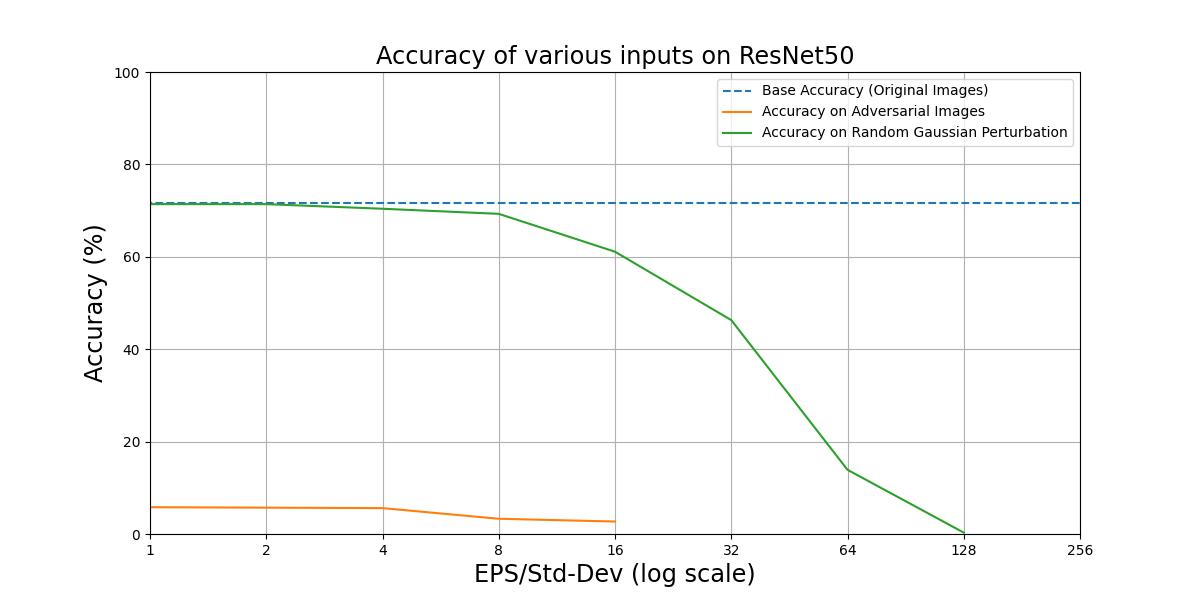 Accuracy of various inputs on ResNet50
Base Accuracy (Original Images)
Accuracy on Adversarial Images
Accuracy on Random Gaussian Perturbation
Accuracy (%)
100
80
60
40
20
0
1 2 4 8 16 32 64 128 256
EPS/Std-Dev (log scale)